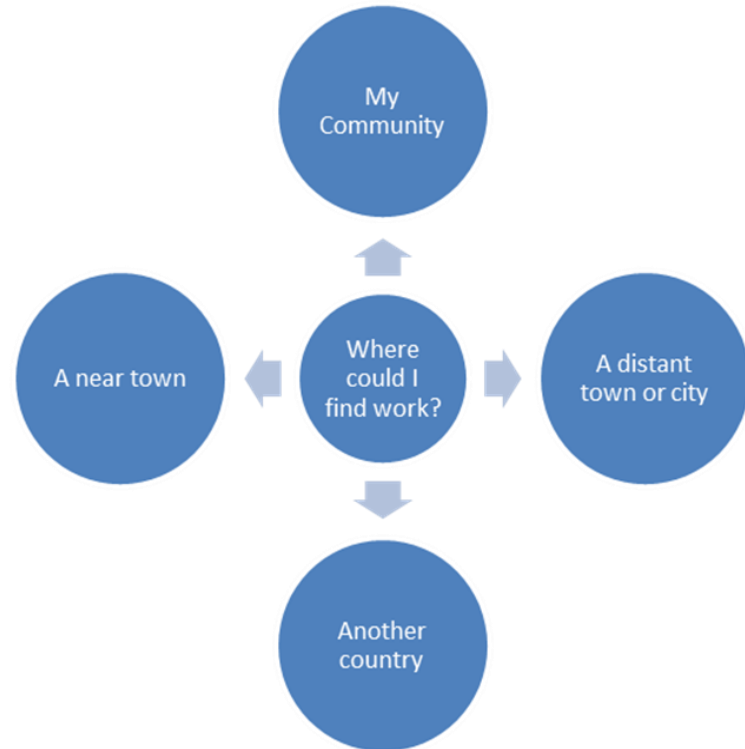 My
Community
A near town
Where
could I
find work?
A distant
town or city
Another
country